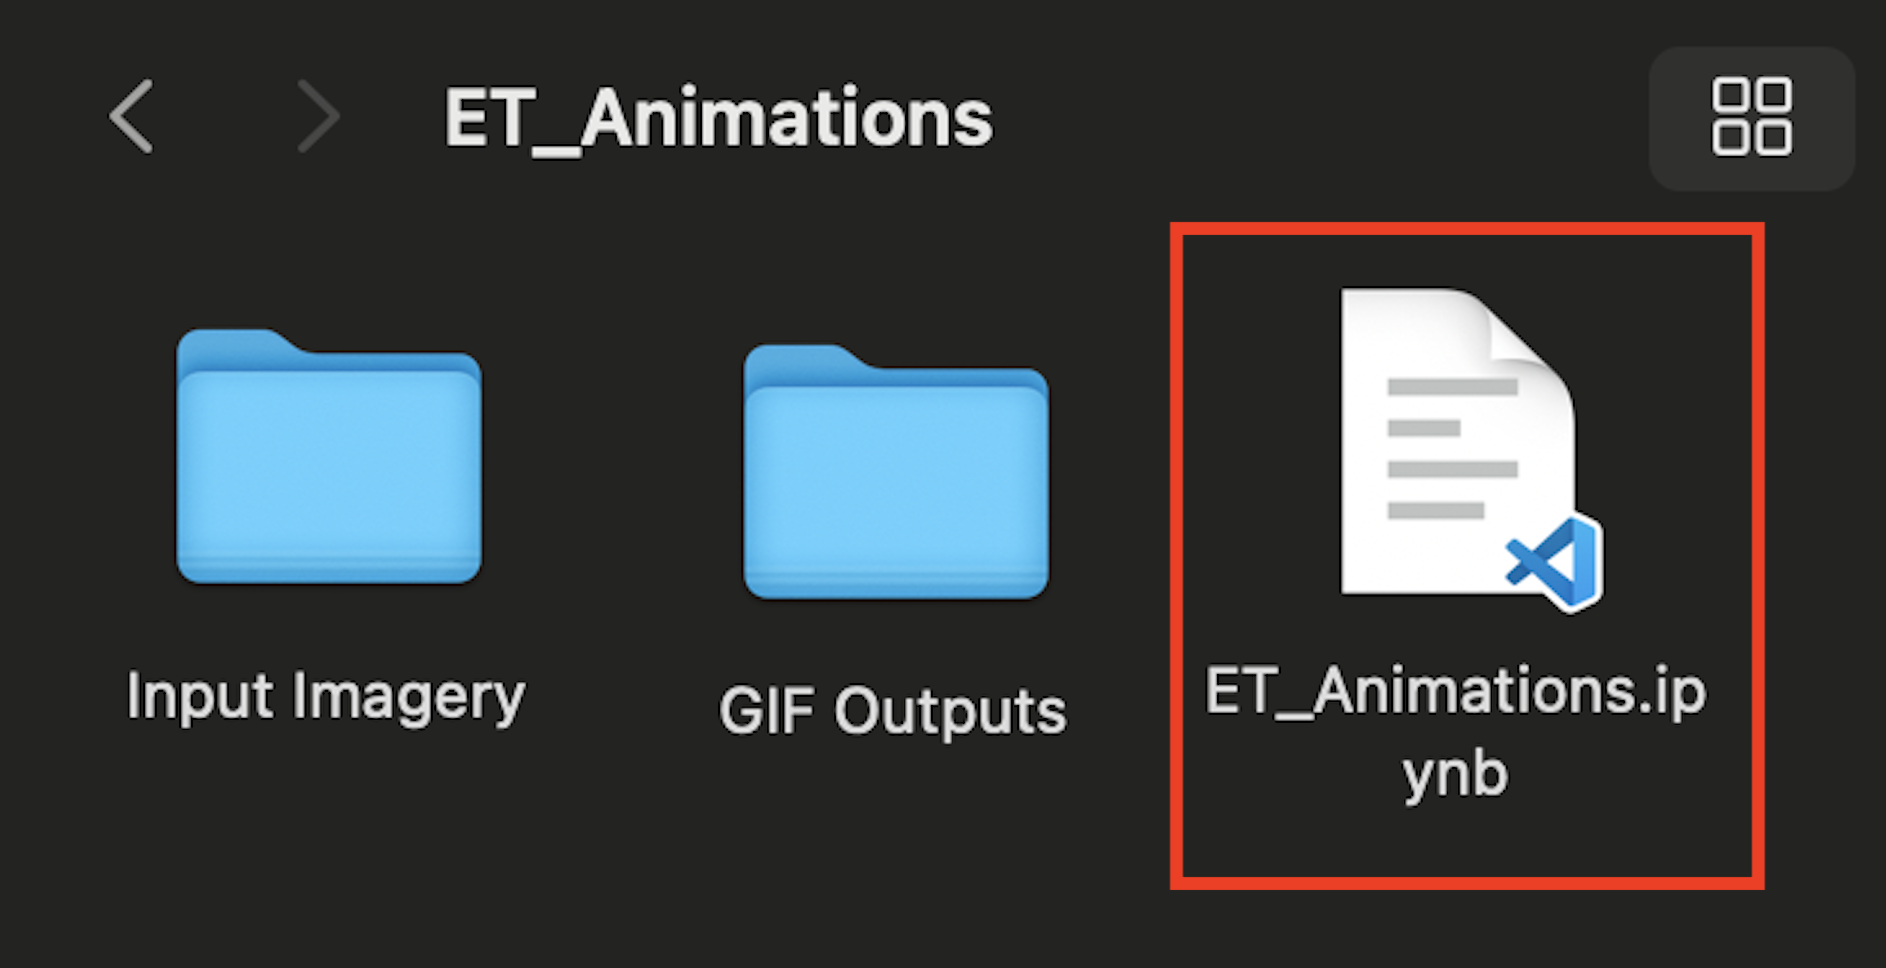 ET_Animations
Input Imagery
GIF Outputs
ET_Animations.ip
ynb